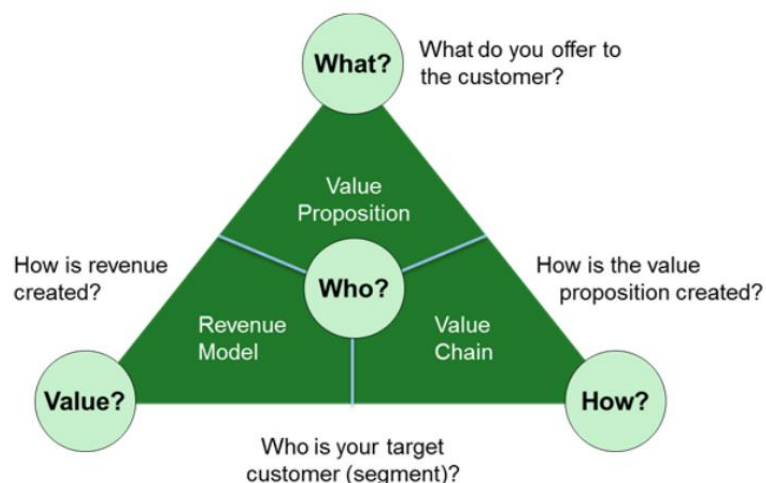 What?
What do you offer to
the customer?
Value
Proposition
How is revenue
created?
Who?
How is the value
proposition created?
Revenue
Model
Value
Chain
Value?
How?
Who is your target
customer (segment)?